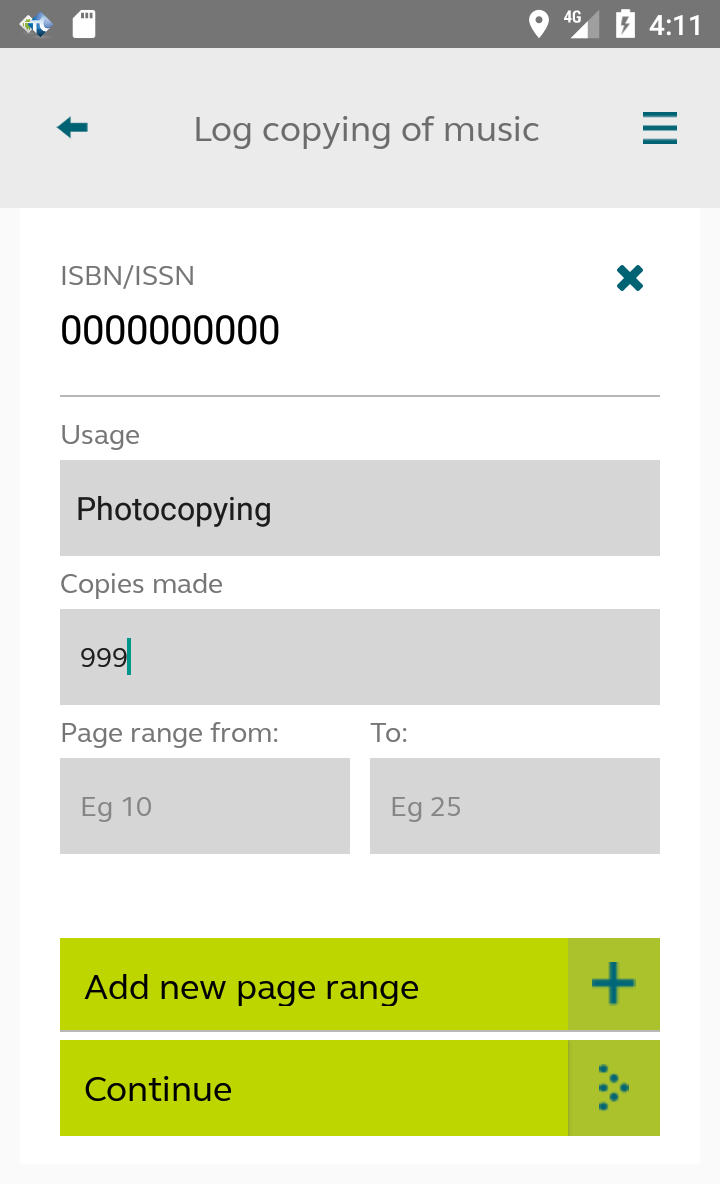 4G 4:11
Log copying of music
ISBN/ISSN
0000000000
Usage
Photocopying
Copies made
999
Page range from: To:
Eg 10 Eg 25
Add new page range
Continue